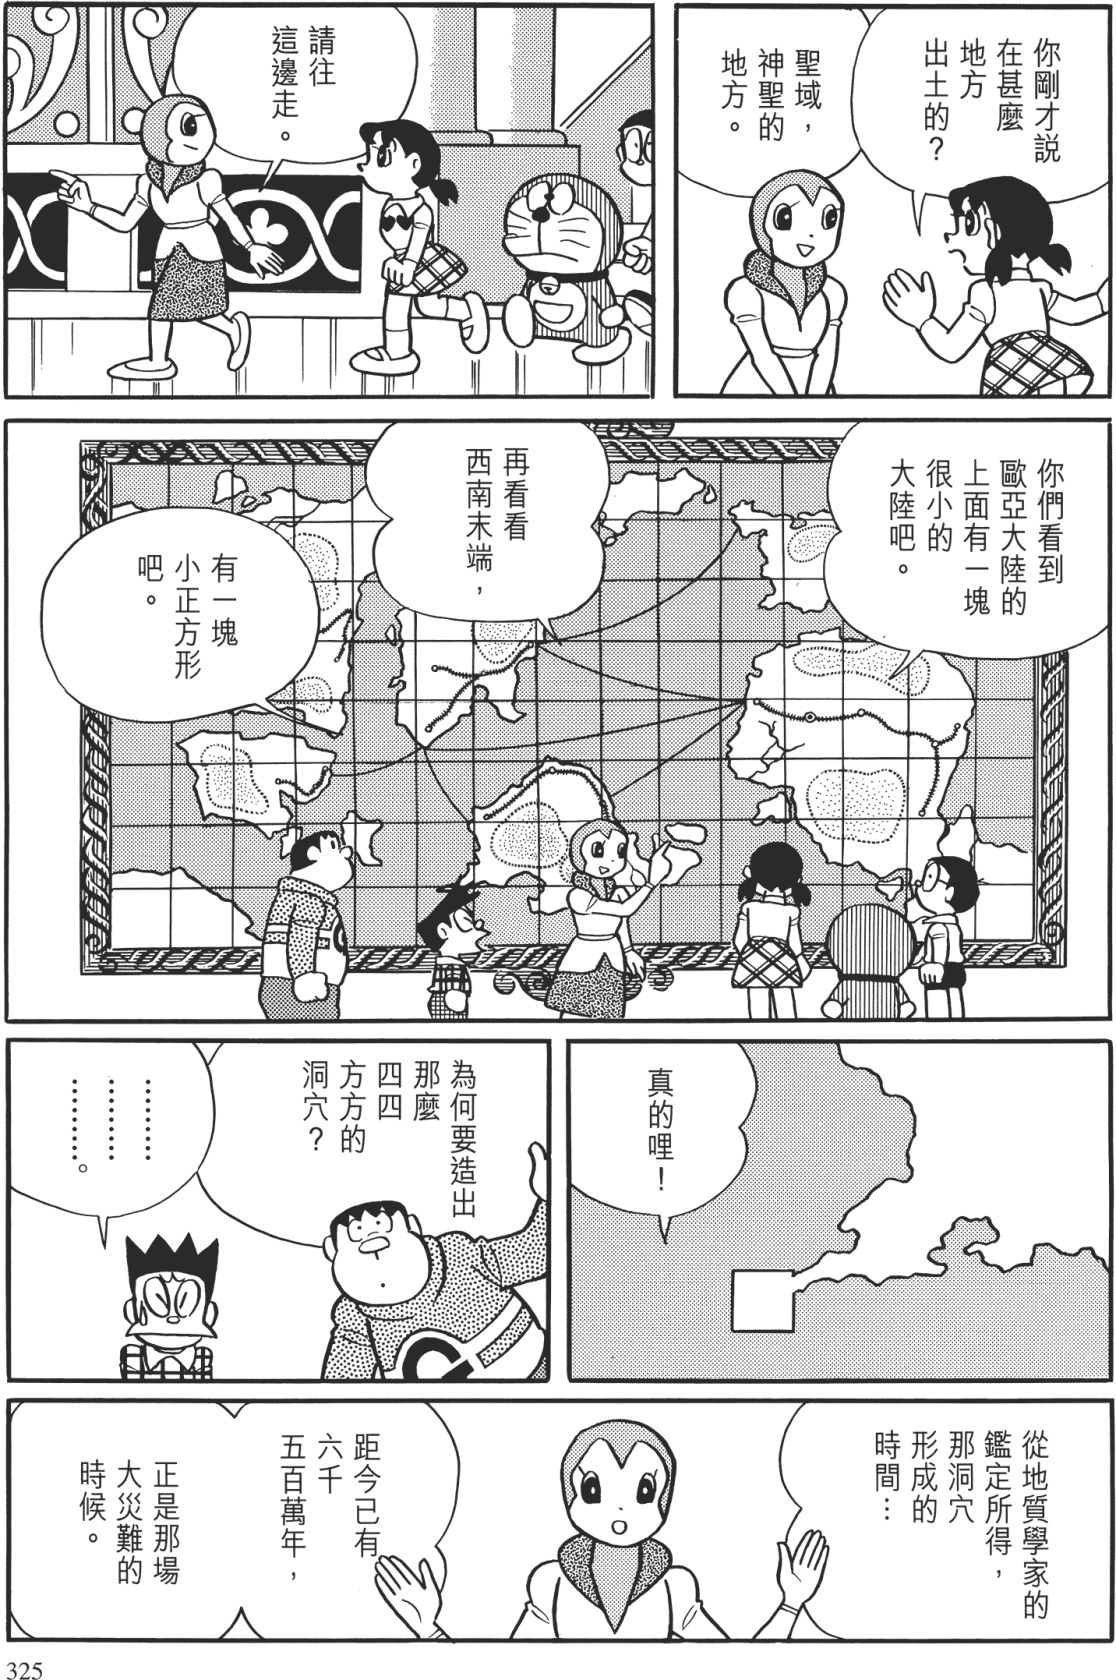 你剛才説
在甚麼
地方
出土的？
聖域，
神聖的
地方。
請往
這邊走。
你們看到
歐亞大陸的
上面有一塊
很小的
大陸吧。
再看看
西南末端，
有一塊
小正方形
吧。
真的哩！
為何要造出
那麼
四四
方方的
洞穴？
………
………
………。
從地質學家的
鑑定所得，
那洞穴
形成的
時間…
距今已有
六千
五百萬年，
正是那場
大災難的
時候。
325